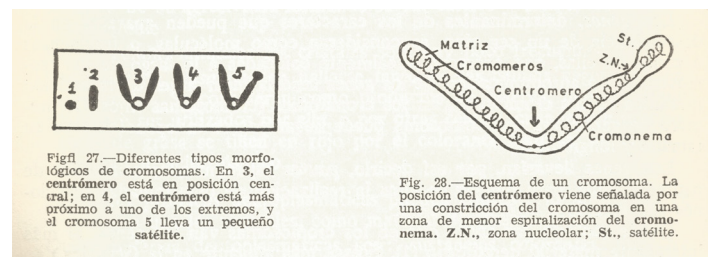 1 2 3 4 5
Figfl 27.—Diferentes tipos morfo-
lógicos de cromosomas. En 3, el
centrómero está en posición cen-
cral; en 4, el centrómero está más
próximo a uno de los extremos, y
el cromosoma 5 lleva un pequeño
satélite.
Matriz
Cromomeros
Centromero
St.
Z.N.
Cromonema
Fig. 28.—Esquema de un cromosoma. La
posición del centrómero viene señalada por
una constricción del cromosoma en una
zona de menor espiralización del cromo-
nema. Z.N., zona nucleolar; St., satélite.